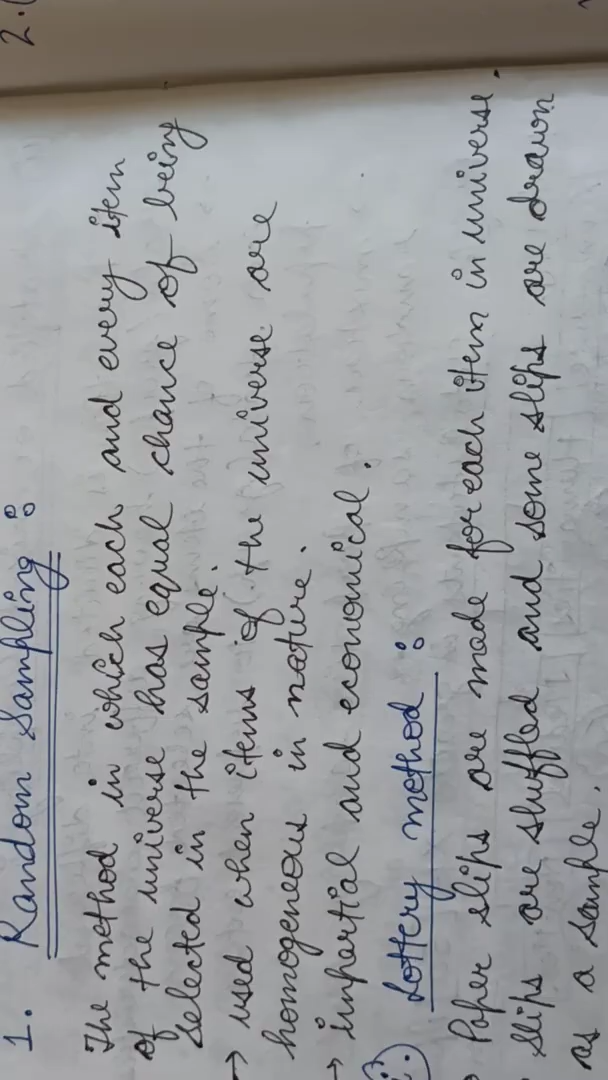 1. Random Sampling :
The method in which each and every item
of the universe has equal chance of being
selected in the sample.
→ used when items of the universe are
homogeneous in nature.
→ impartial and economical.
i.) Lottery method :
Paper slips are made for each item in universe.
slips are shuffled and some slips are drawn
as a sample.
2.